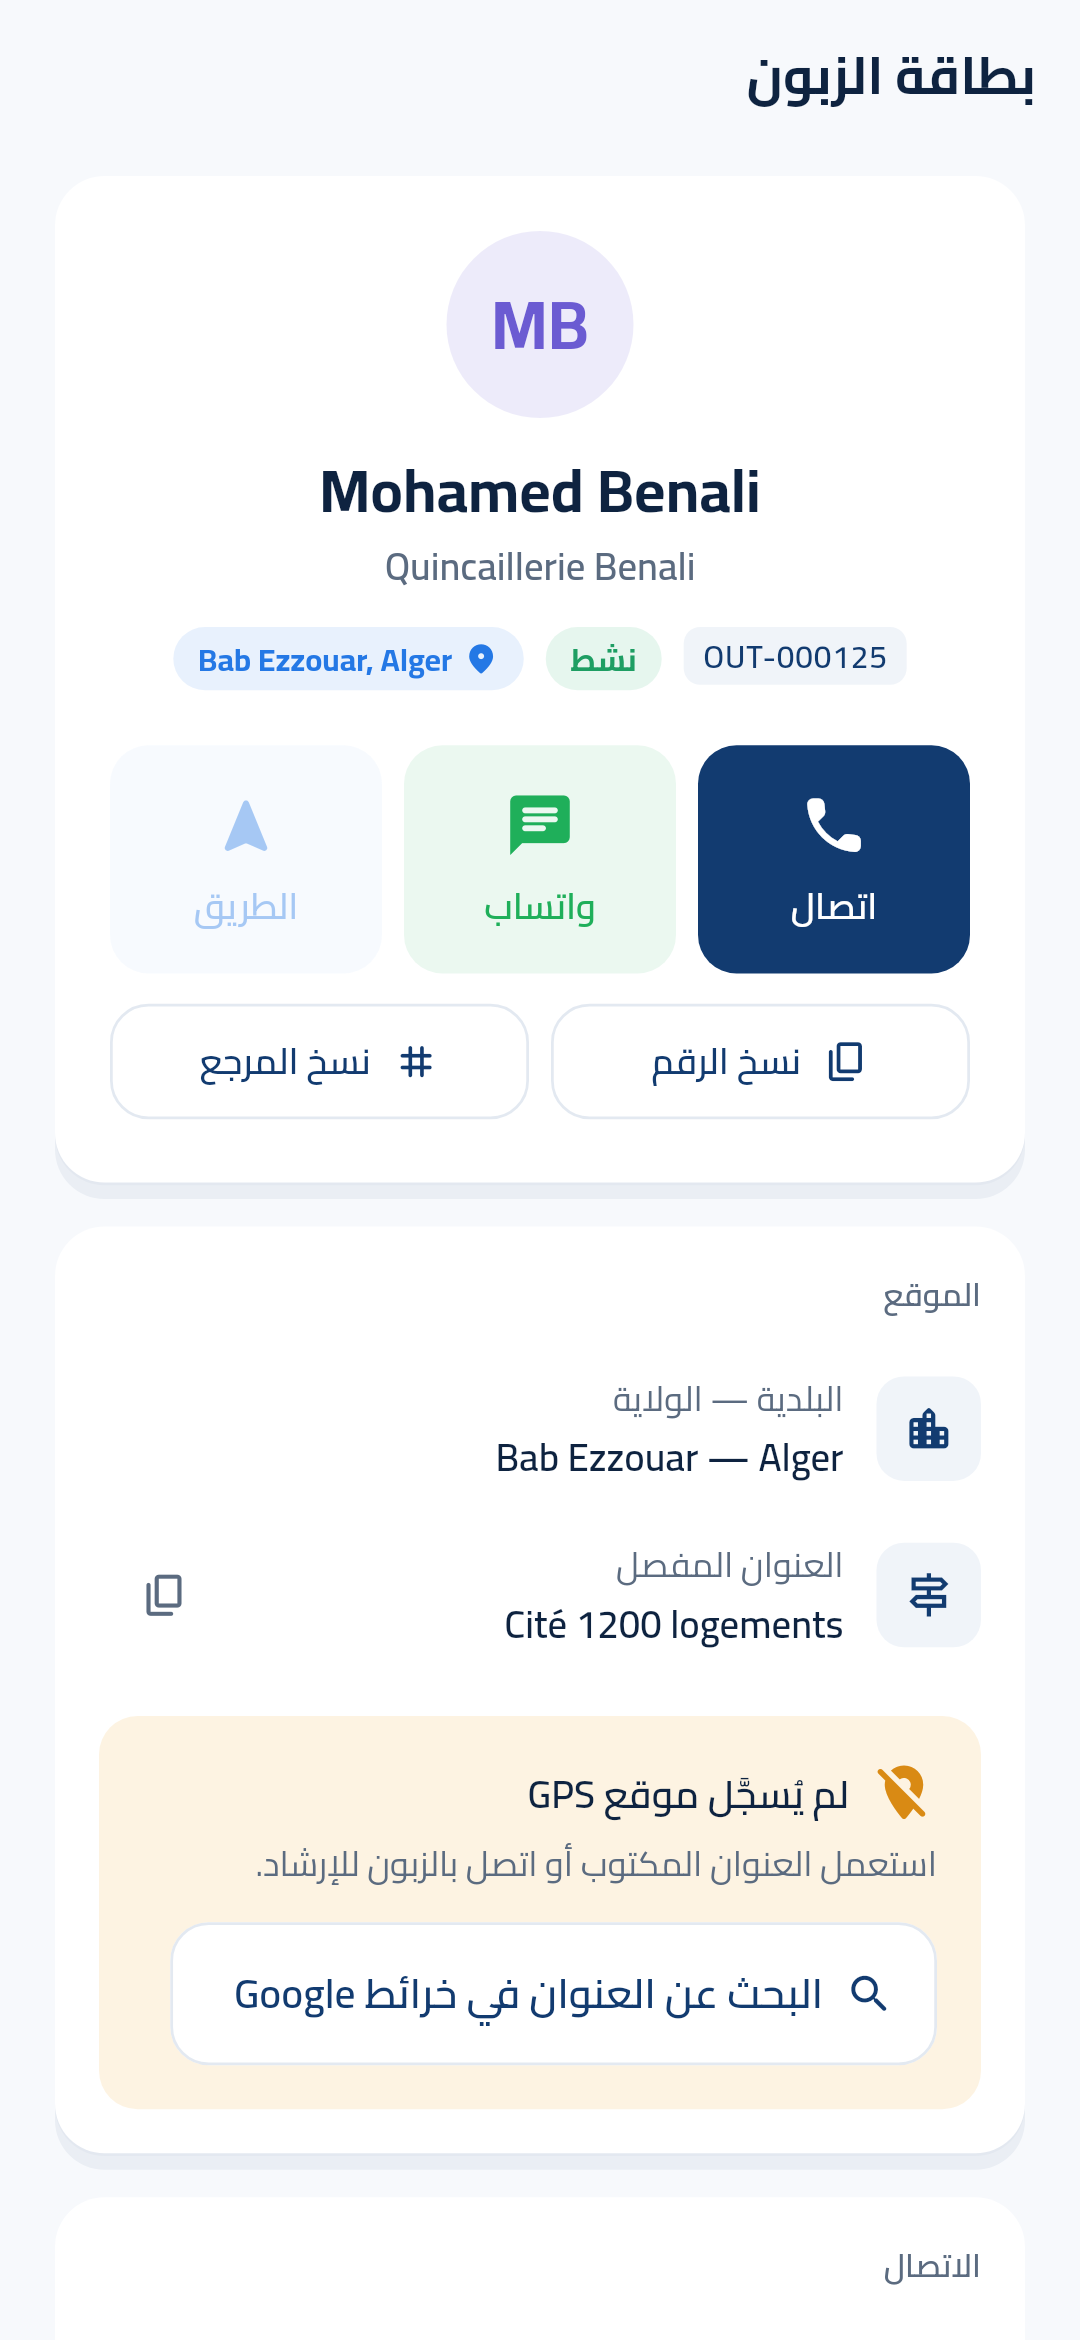 بطاقة الزبون
MB
Mohamed Benali
Quincaillerie Benali
OUT-000125
نشط
Bab Ezzouar, Alger
اتصال
واتساب
الطريق
نسخ الرقم
نسخ المرجع
الموقع
البلدية — الولاية
Bab Ezzouar — Alger
العنوان المفصل
Cité 1200 logements
لم يُسجَّل موقع GPS
استعمل العنوان المكتوب أو اتصل بالزبون للإرشاد.
البحث عن العنوان في خرائط Google
الاتصال